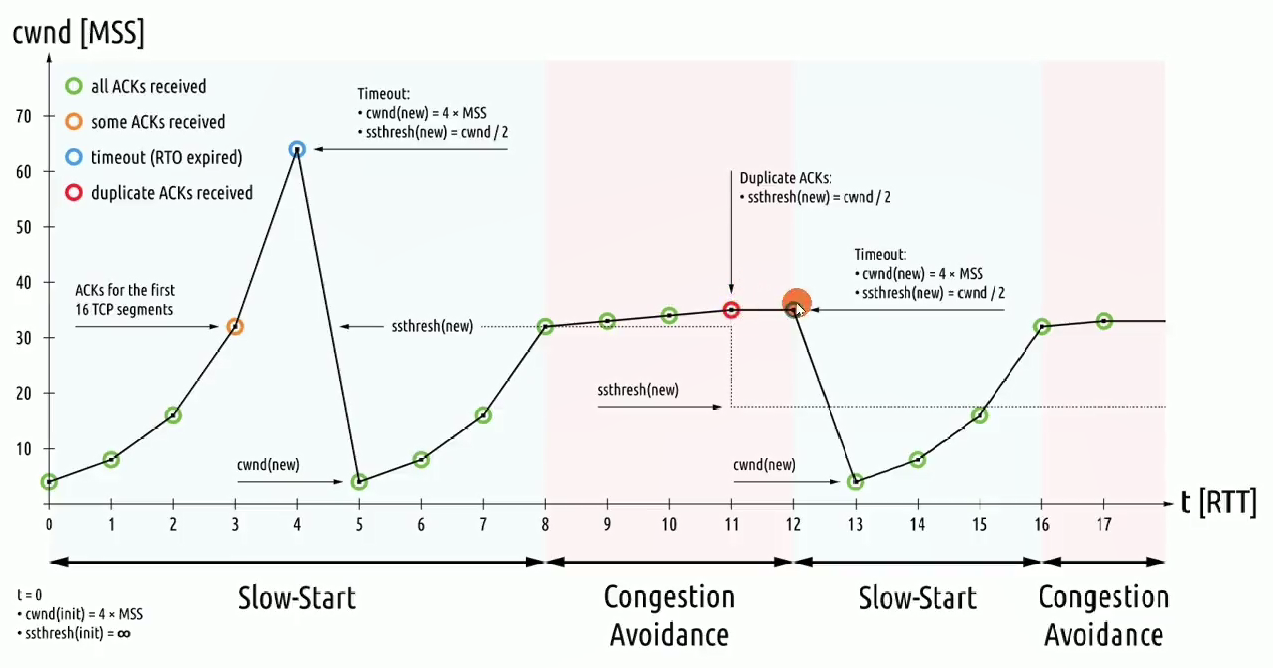 cwnd [MSS]
all ACKs received
some ACKs received
timeout (RTO expired)
duplicate ACKs received
Timeout:
• cwnd(new) = 4 × MSS
• ssthresh(new) = cwnd / 2
Duplicate ACKs:
• ssthresh(new) = cwnd / 2
Timeout:
• cwnd(new) = 4 × MSS
• ssthresh(new) = cwnd / 2
ACKs for the first
16 TCP segments
ssthresh(new)
ssthresh(new)
cwnd(new)
cwnd(new)
70
60
50
40
30
20
10
0 1 2 3 4 5 6 7 8 9 10 11 12 13 14 15 16 17
t [RTT]
Slow-Start
Congestion
Avoidance
Slow-Start
Congestion
Avoidance
t = 0
• cwnd(init) = 4 × MSS
• ssthresh(init) = ∞